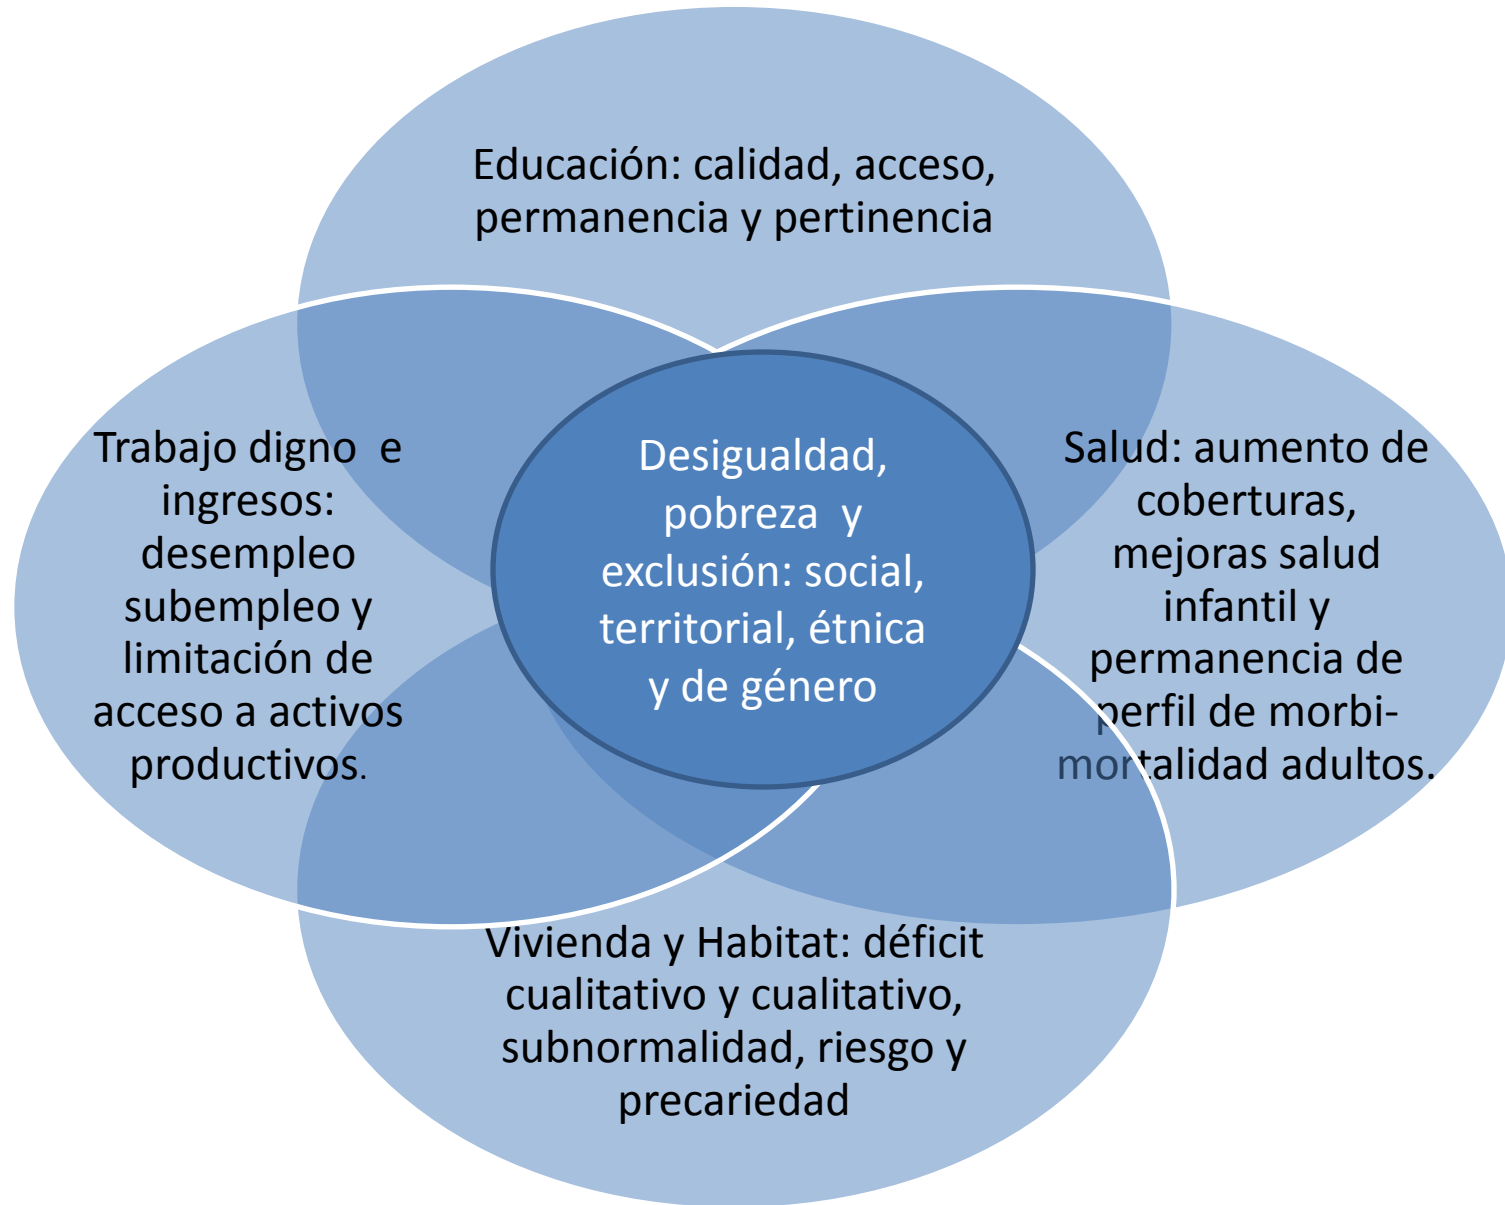 Educación: calidad, acceso,
permanencia y pertinencia
Trabajo digno  e
ingresos:
desempleo
subempleo y
limitación de
acceso a activos
productivos.
Desigualdad,
pobreza  y
exclusión: social,
territorial, étnica
y de género
Salud: aumento de
coberturas,
mejoras salud
infantil y
permanencia de
perfil de morbi-
mortalidad adultos.
Vivienda y Habitat: déficit
cualitativo y cualitativo,
subnormalidad, riesgo y
precariedad